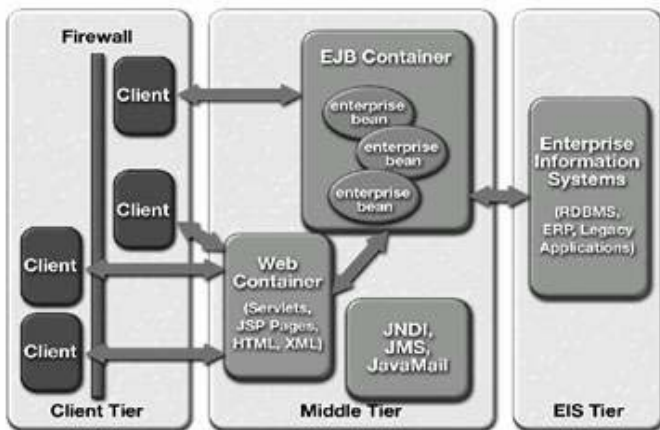 Firewall
Client
Client
Client
Client
Client Tier
EJB Container
enterprise
bean
enterprise
bean
enterprise
bean
Web
Container
(Servlets,
JSP Pages,
HTML, XML)
JNDI,
JMS,
JavaMail
Middle Tier
Enterprise
Information
Systems
(RDBMS,
ERP, Legacy
Applications)
EIS Tier